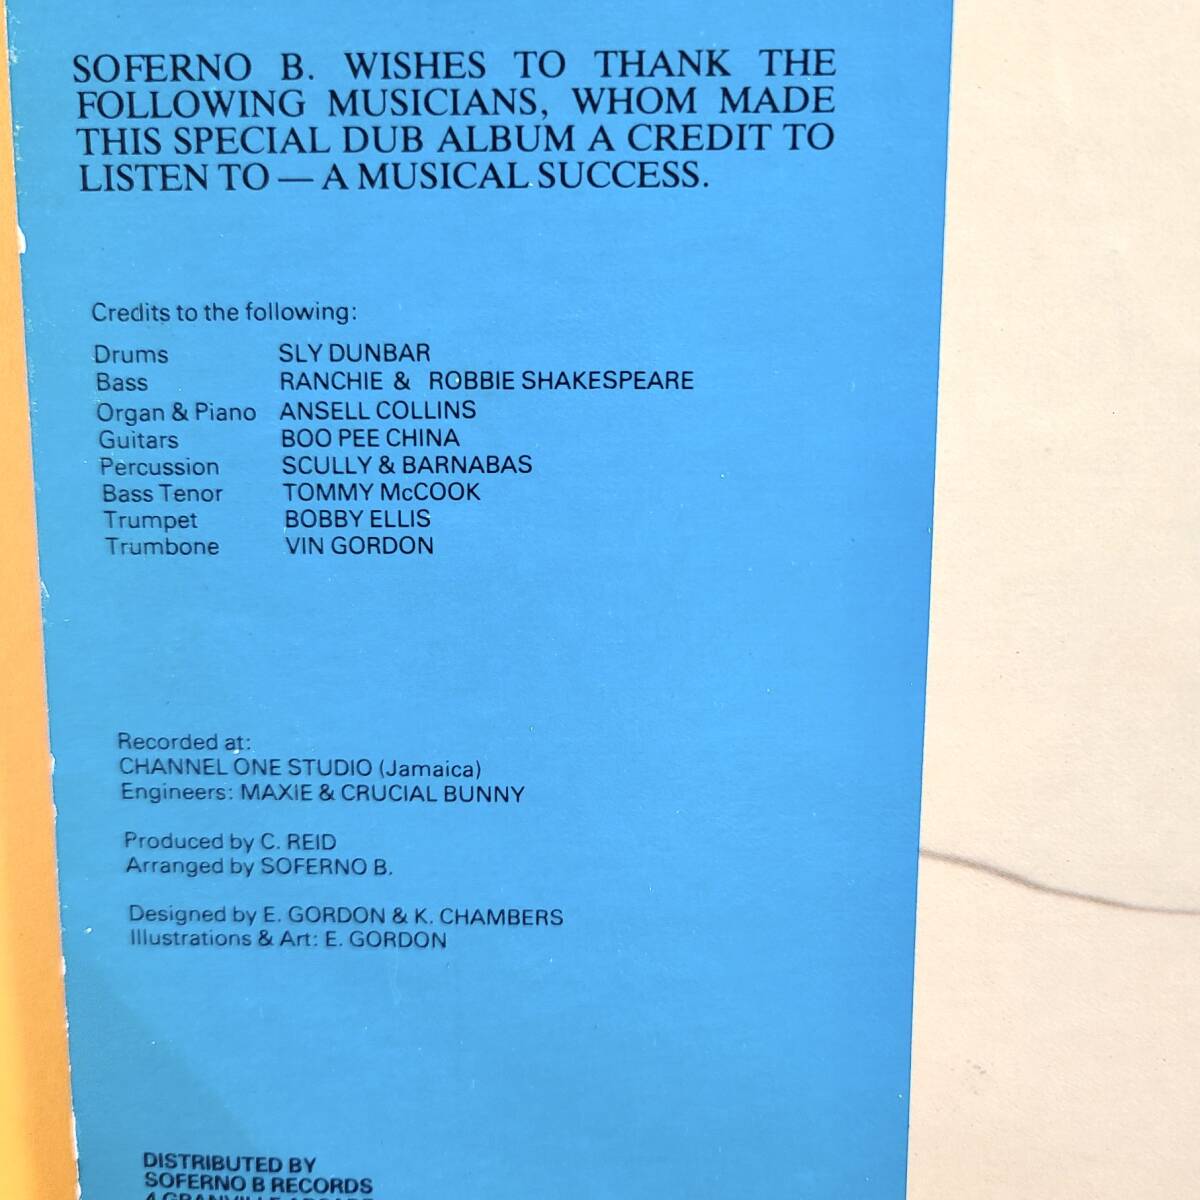 SOFERNO B. WISHES TO THANK THE
FOLLOWING MUSICIANS, WHOM MADE
THIS SPECIAL DUB ALBUM A CREDIT TO
LISTEN TO — A MUSICAL SUCCESS.
Credits to the following:
Drums SLY DUNBAR
Bass RANCHIE & ROBBIE SHAKESPEARE
Organ & Piano ANSELL COLLINS
Guitars BOO PEE CHINA
Percussion SCULLY & BARNABAS
Bass Tenor TOMMY McCOOK
Trumpet BOBBY ELLIS
Trumbone VIN GORDON
Recorded at:
CHANNEL ONE STUDIO (Jamaica)
Engineers: MAXIE & CRUCIAL BUNNY
Produced by C. REID
Arranged by SOFERNO B.
Designed by E. GORDON & K. CHAMBERS
Illustrations & Art: E. GORDON
DISTRIBUTED BY
SOFERNO B RECORDS
4 GRANVILLE ARCADE